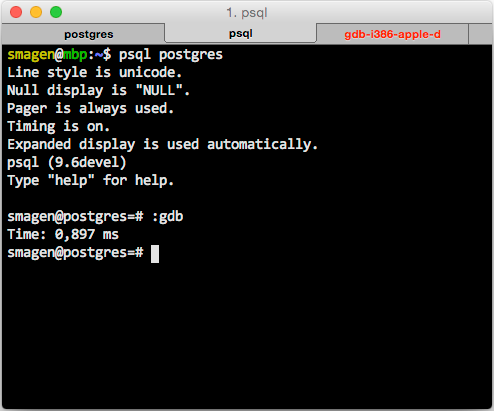 1. psql
postgres psql gdb-i386-apple-d
smagen@mbp:~$ psql postgres
Line style is unicode.
Null display is "NULL".
Pager is always used.
Timing is on.
Expanded display is used automatically.
psql (9.6devel)
Type "help" for help.
smagen@postgres=# :gdb
Time: 0,897 ms
smagen@postgres=#